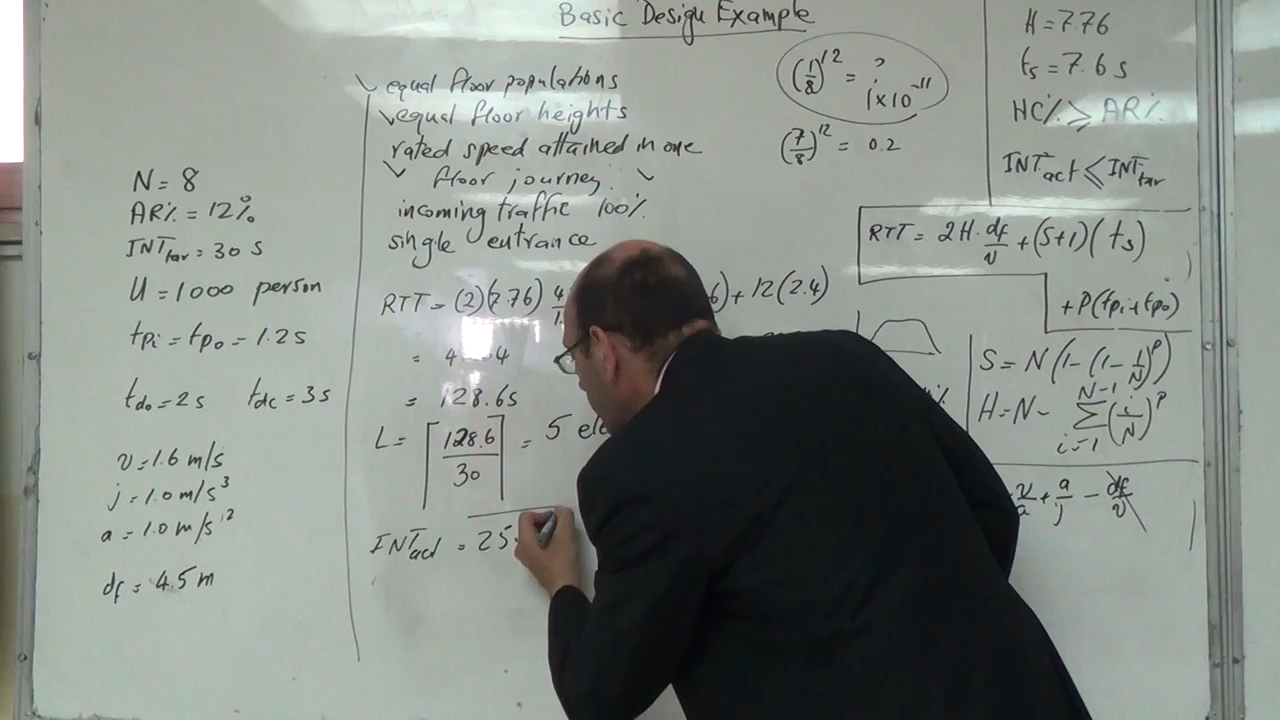 Basic Design Example
equal floor populations
equal floor heights
rated speed attained in one
floor journey.
incoming traffic 100%
single entrance
N = 8
AR% = 12%
INTtar = 30 s
U = 1000 person
tpi = tpo = 1.2 s
tdo = 2 s tdc = 3 s
v = 1.6 m/s
j = 1.0 m/s³
a = 1.0 m/s²
df = 4.5 m
RTT = (2)(7.76) 4 6) + 12(2.4)
= 4 4
= 128.6s
L = ⌈128.6/30⌉ = 5 ele
INTact = 25.
(1/8)^12 = ?
1×10^-11
(7/8)^12 = 0.2
H = 7.76
ts = 7.6 s
HC% ≥ AR%
INTact ≤ INTtar
RTT = 2H · df/v + (S+1)(ts)
+ P(tpi + tpo)
S = N(1 - (1 - 1/N)^P)
H = N - Σ i=1 N-1 (i/N)^P
v/a + a/j - df/v